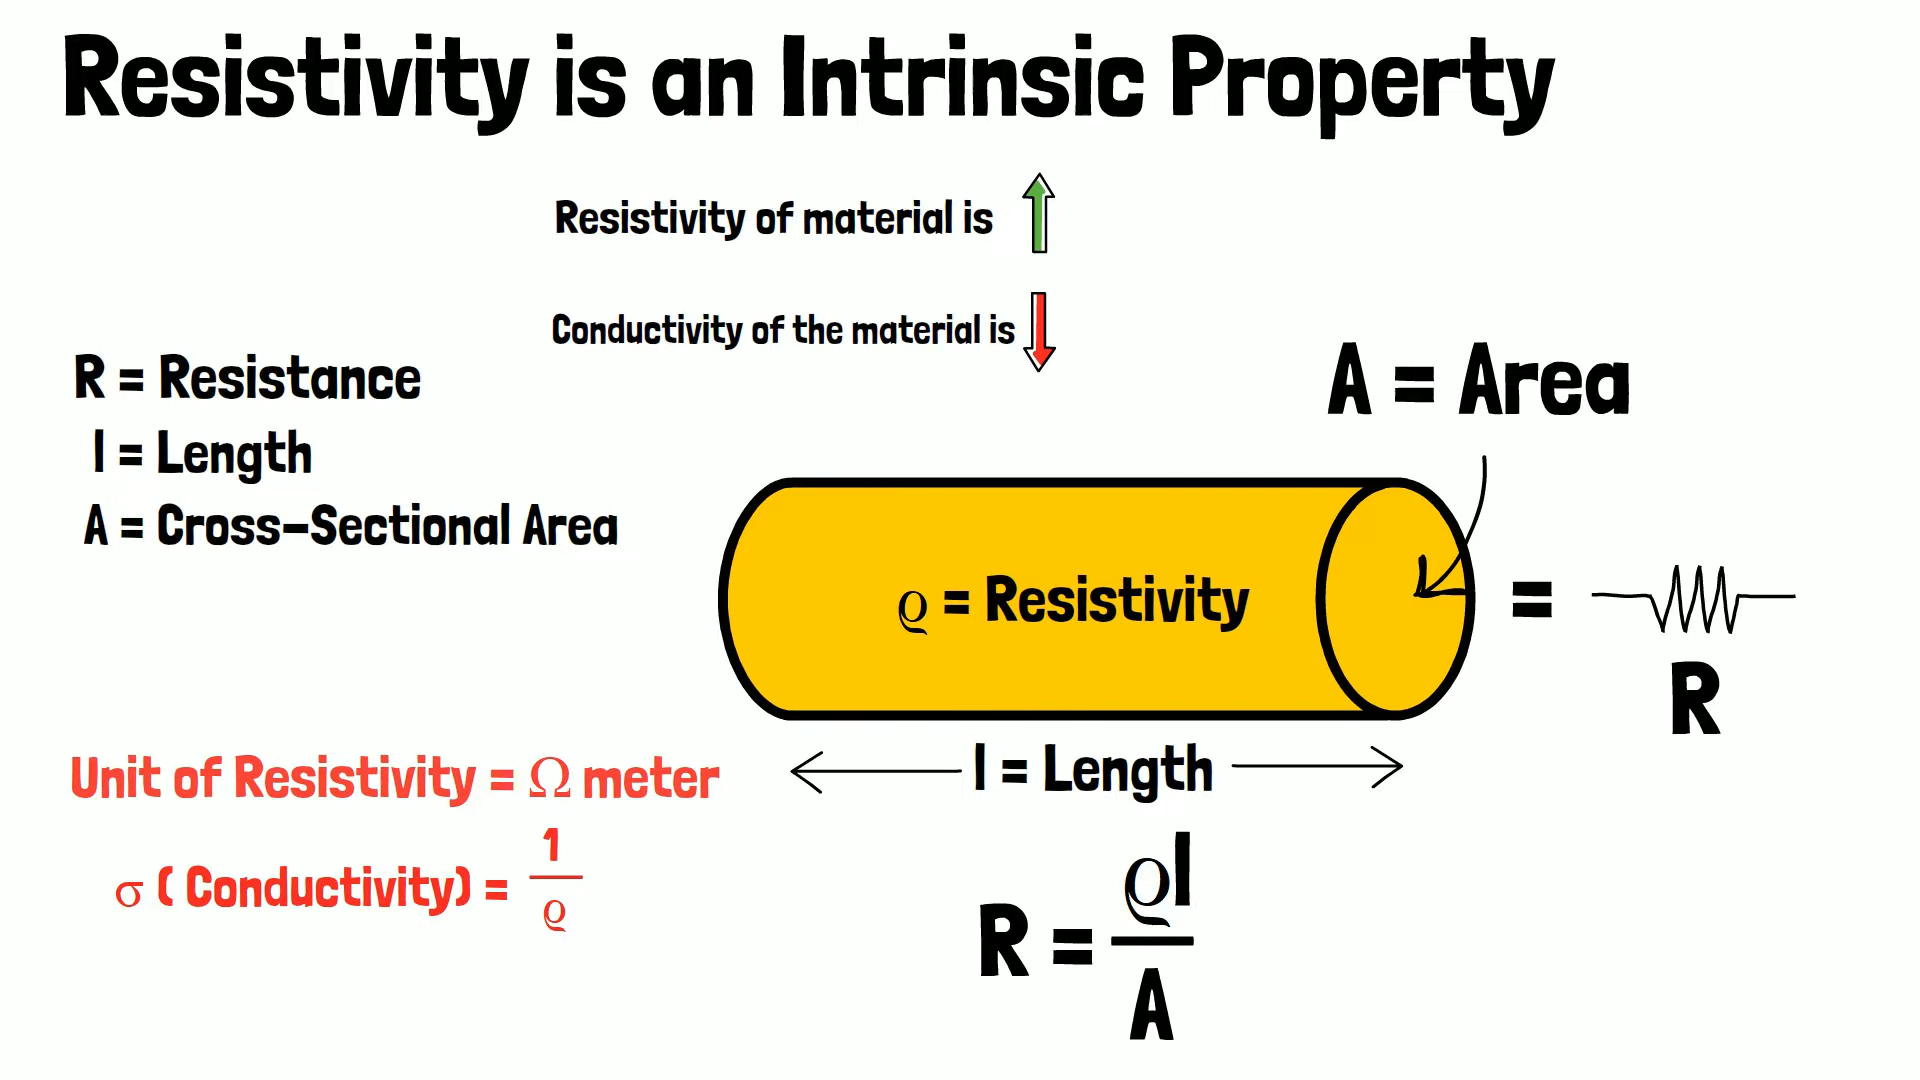 Resistivity is an Intrinsic Property
Resistivity of material is
Conductivity of the material is
R = Resistance
l = Length
A = Cross-Sectional Area
A = Area
ϱ = Resistivity
=
R
l = Length
Unit of Resistivity = Ω meter
σ ( Conductivity) = 1
ϱ
R = ϱl
A